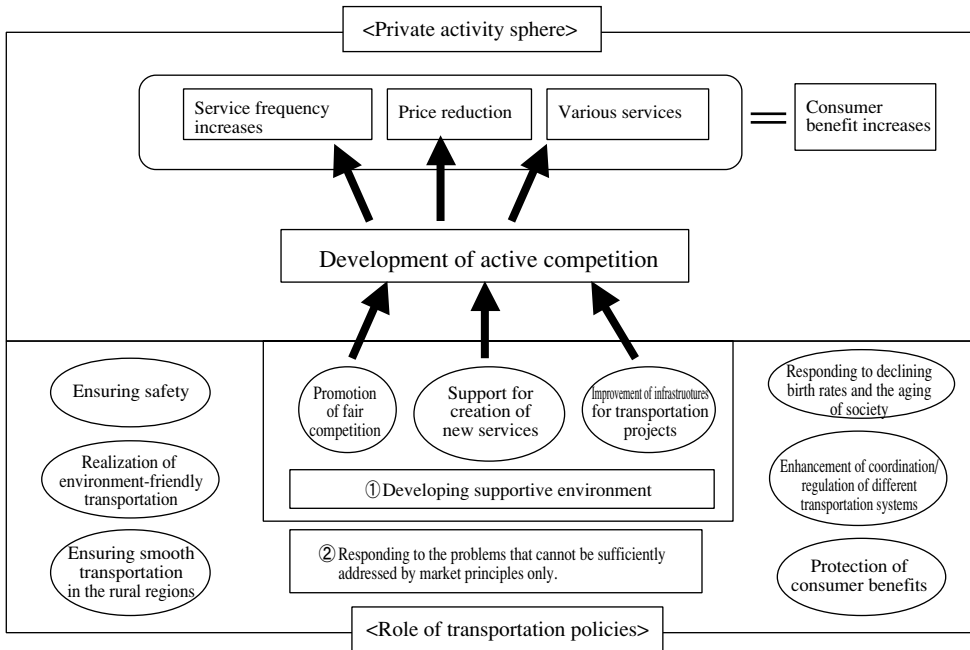 <Private activity sphere>
Service frequency
increases
Price reduction
Various services
Consumer
benefit increases
Development of active competition
Ensuring safety
Realization of
environment-friendly
transportation
Ensuring smooth
transportation
in the rural regions
Promotion
of fair
competition
Support for
creation of
new services
Improvement of infrastructures
for transportation
projects
①Developing supportive environment
② Responding to the problems that cannot be sufficiently
addressed by market principles only.
Responding to declining
birth rates and the aging
of society
Enhancement of coordination/
regulation of different
transportation systems
Protection of
consumer benefits
<Role of transportation policies>